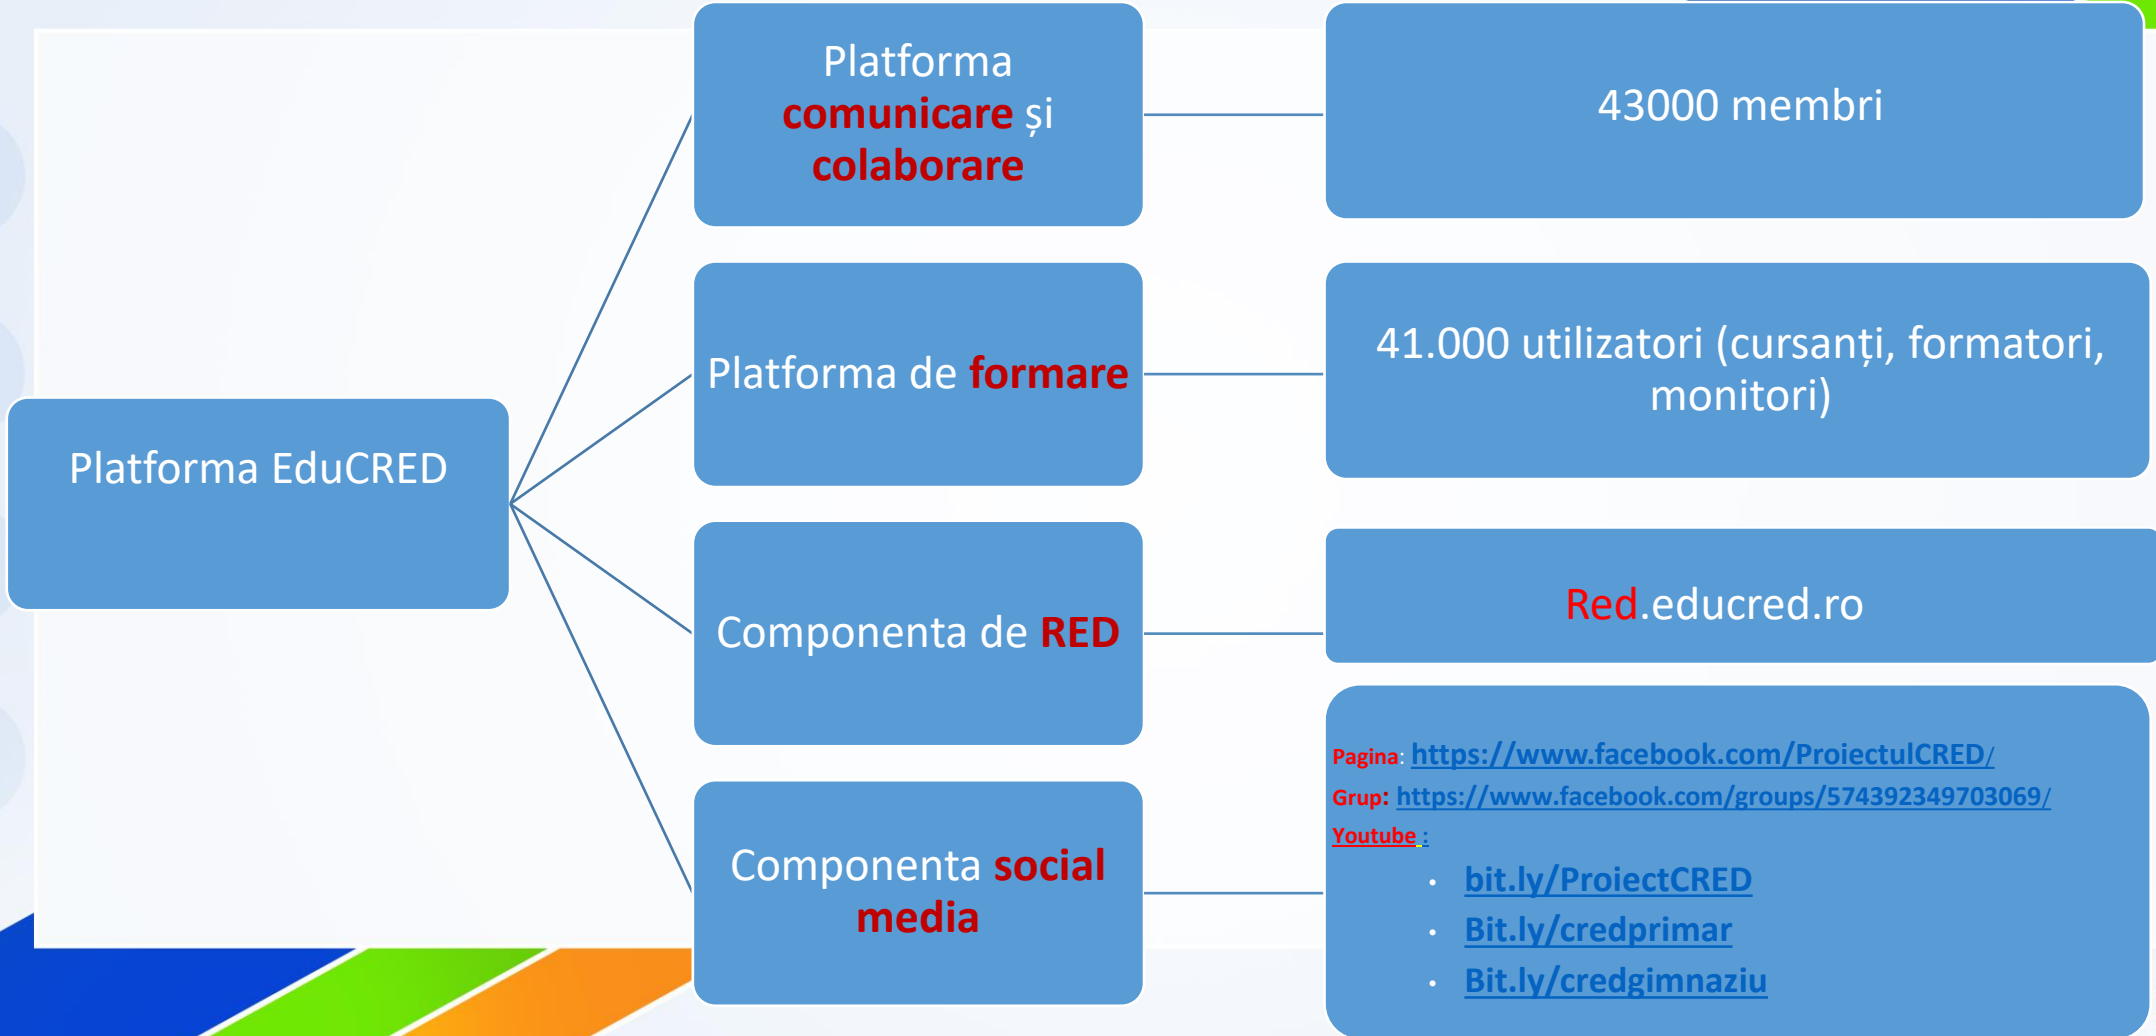 Platforma EduCRED
Platforma
comunicare și
colaborare
43000 membri
Platforma de formare
41.000 utilizatori (cursanți, formatori,
monitori)
Componenta de RED
Red.educred.ro
Componenta social
media
Pagina: https://www.facebook.com/ProiectulCRED/
Grup: https://www.facebook.com/groups/574392349703069/
Youtube :
• bit.ly/ProiectCRED
• Bit.ly/credprimar
• Bit.ly/credgimnaziu